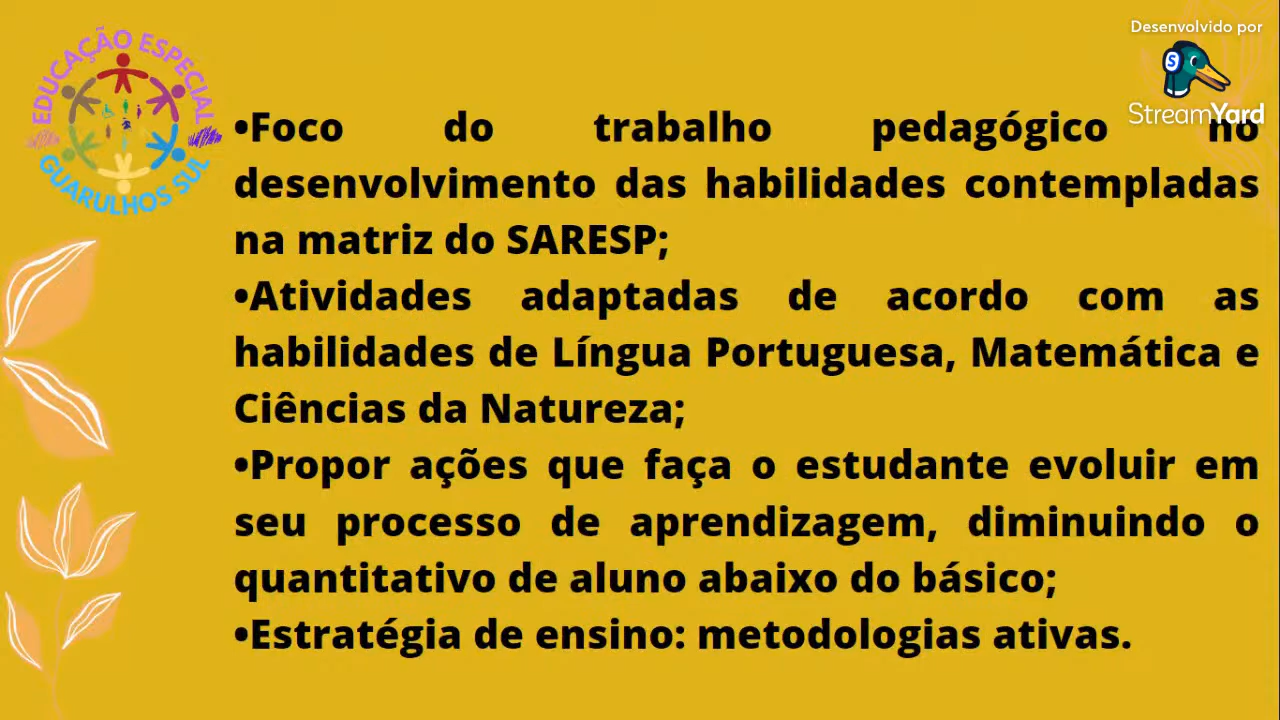 Desenvolvido por
StreamYard
EDUCAÇÃO ESPECIAL
GUARULHOS SUL
•Foco do trabalho pedagógico no
desenvolvimento das habilidades contempladas
na matriz do SARESP;
•Atividades adaptadas de acordo com as
habilidades de Língua Portuguesa, Matemática e
Ciências da Natureza;
•Propor ações que faça o estudante evoluir em
seu processo de aprendizagem, diminuindo o
quantitativo de aluno abaixo do básico;
•Estratégia de ensino: metodologias ativas.